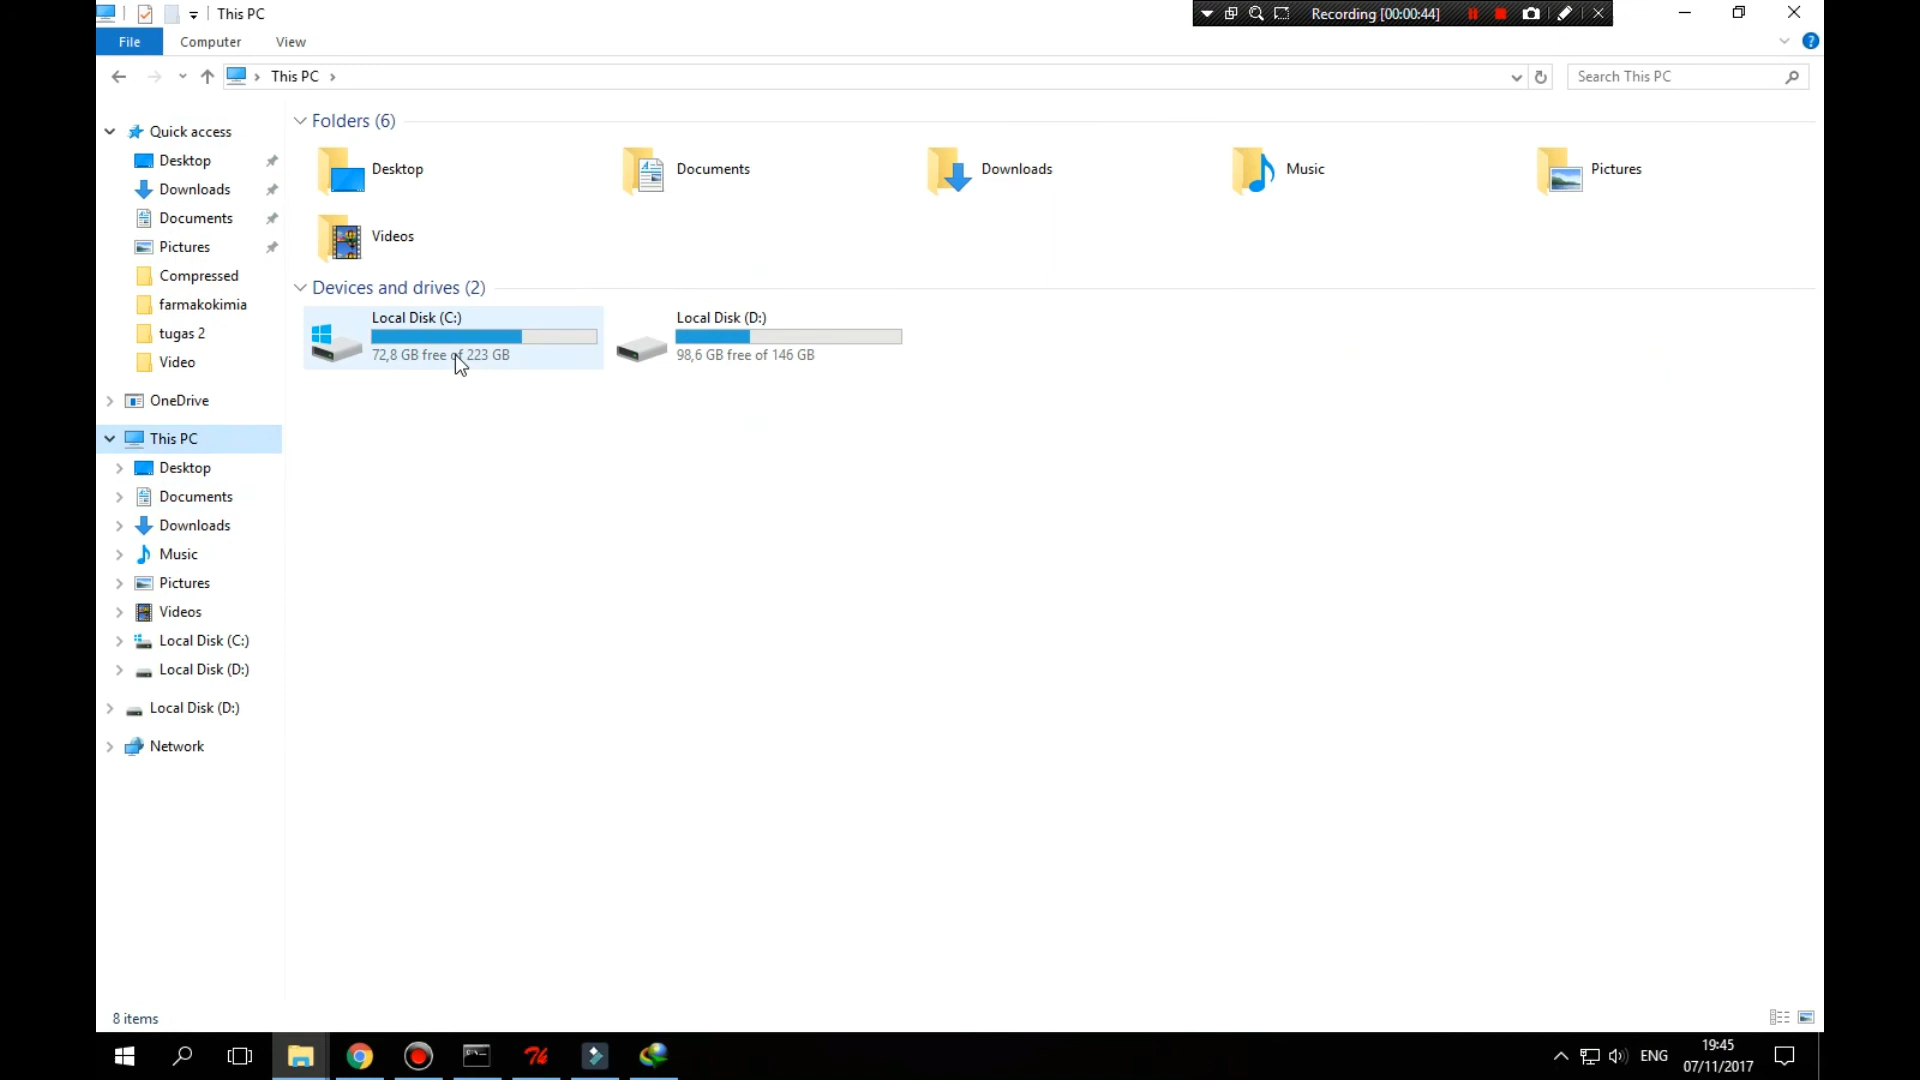 This PC
Recording [00:00:44]
File
Computer
View
This PC
Search This PC
Quick access
Desktop
Downloads
Documents
Pictures
Compressed
farmakokimia
tugas 2
Video
OneDrive
This PC
Desktop
Documents
Downloads
Music
Pictures
Videos
Local Disk (C:)
Local Disk (D:)
Local Disk (D:)
Network
Folders (6)
Desktop
Documents
Downloads
Music
Pictures
Videos
Devices and drives (2)
Local Disk (C:)
72,8 GB free of 223 GB
Local Disk (D:)
98,6 GB free of 146 GB
8 items
ENG
19:45
07/11/2017